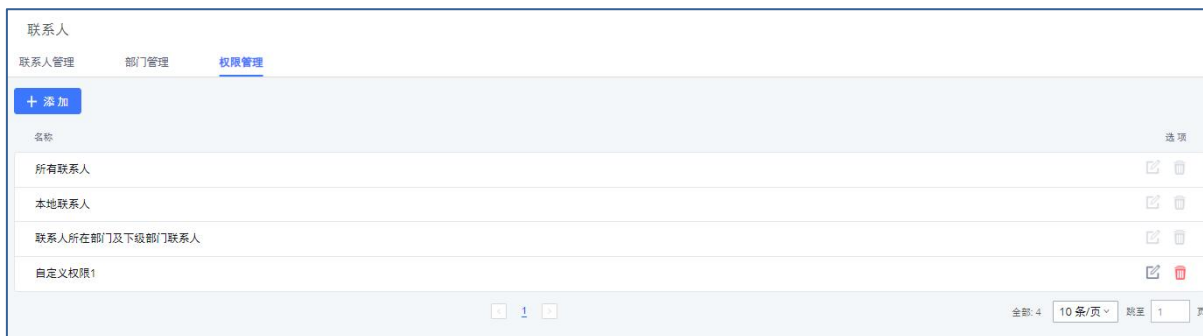 联系人
联系人管理 部门管理 权限管理
+ 添加
名称 选项
所有联系人
本地联系人
联系人所在部门及下级部门联系人
自定义权限1
< 1 > 全部: 4 10 条/页 跳至 1